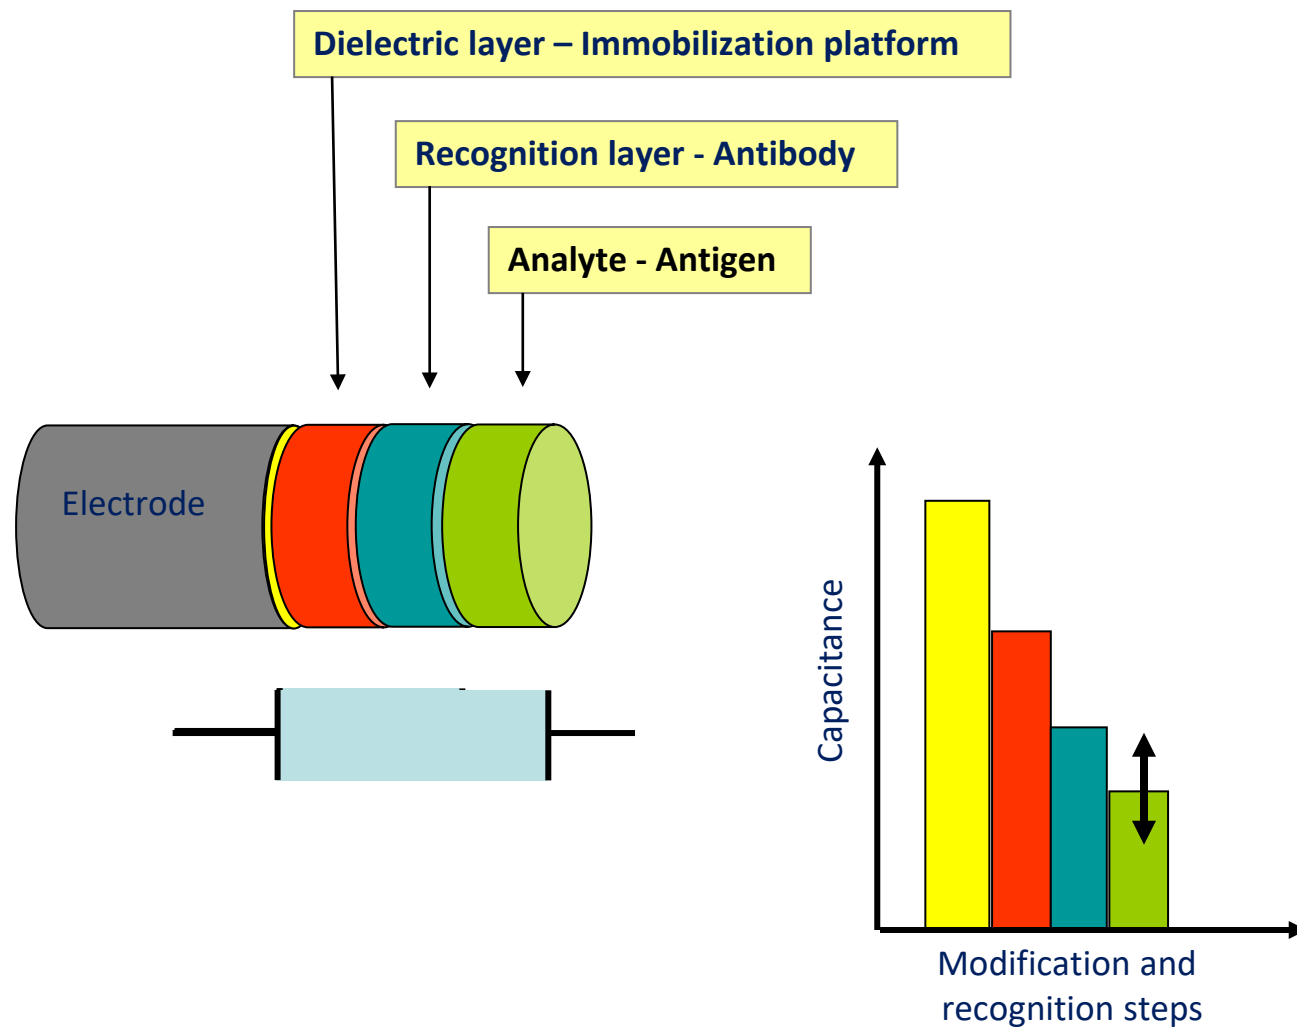 Dielectric layer – Immobilization platform
Recognition layer - Antibody
Analyte - Antigen
Electrode
Capacitance
Modification and
recognition steps